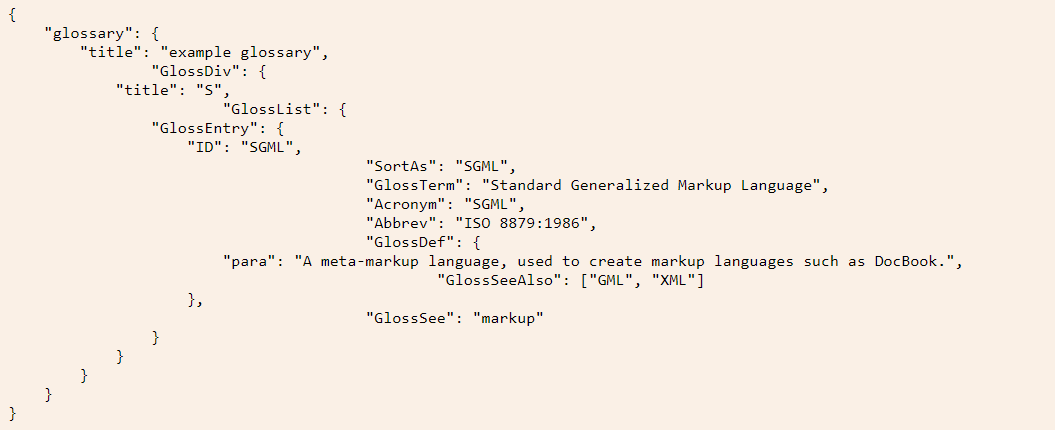 {
    "glossary": {
        "title": "example glossary",
                "GlossDiv": {
            "title": "S",
                        "GlossList": {
                "GlossEntry": {
                    "ID": "SGML",
                                        "SortAs": "SGML",
                                        "GlossTerm": "Standard Generalized Markup Language",
                                        "Acronym": "SGML",
                                        "Abbrev": "ISO 8879:1986",
                                        "GlossDef": {
                        "para": "A meta-markup language, used to create markup languages such as DocBook.",
                                                "GlossSeeAlso": ["GML", "XML"]
                    },
                                        "GlossSee": "markup"
                }
            }
        }
    }
}